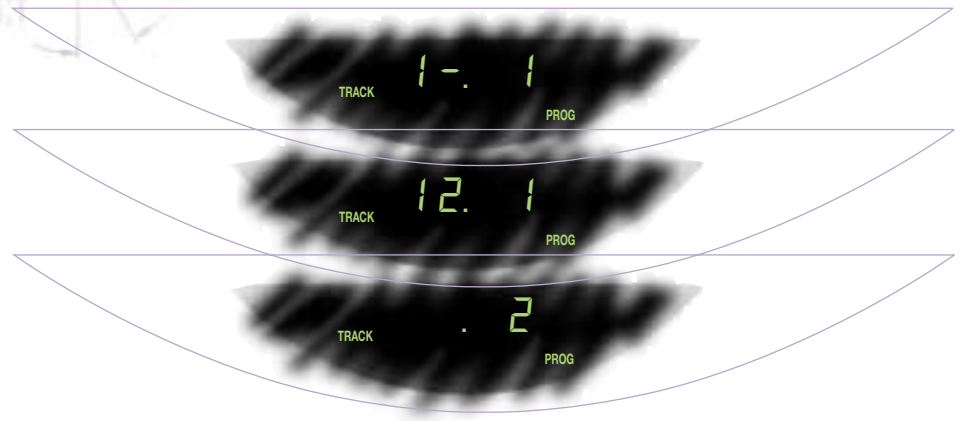 1-. 1
TRACK
PROG
12. 1
TRACK
PROG
. 2
TRACK
PROG